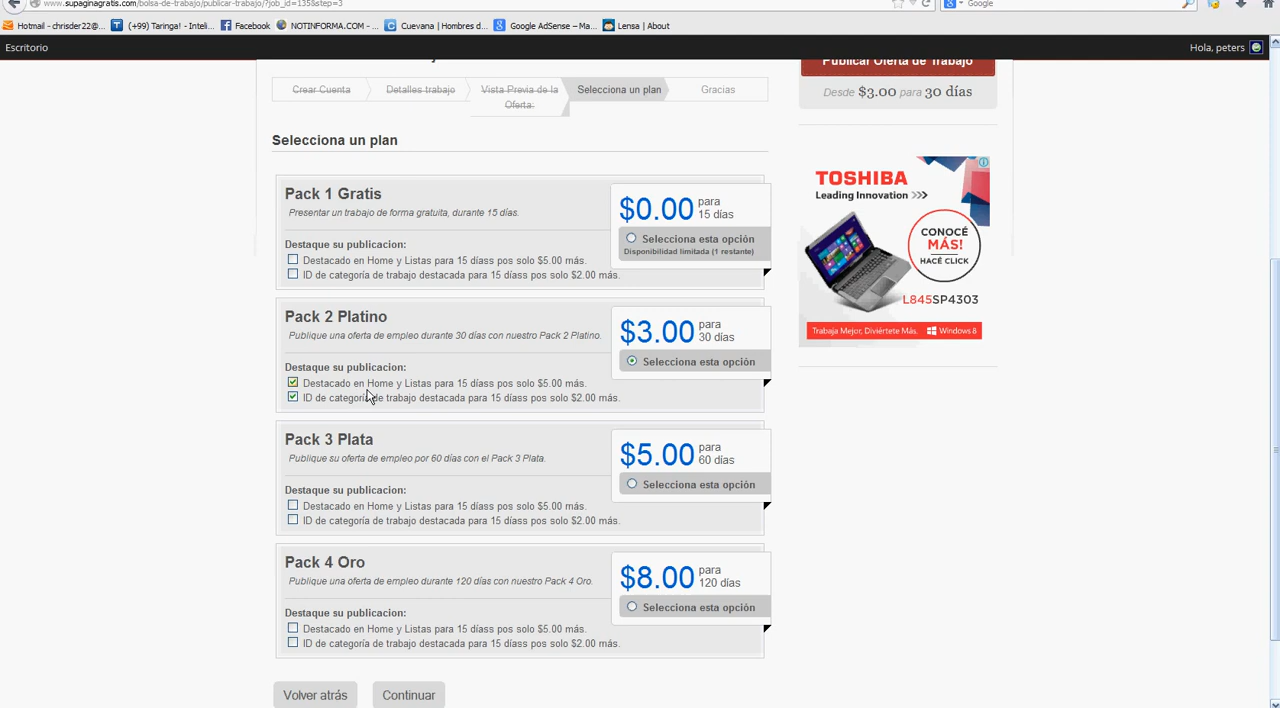 www.supaginagratis.com/bolsa-de-trabajo/publicar-trabajo/?job_id=135&step=3
Google
Hotmail - chrisder22@...
(+99) Taringa! - Inteli...
Facebook
NOTINFORMA.COM - ...
Cuevana | Hombres d...
Google AdSense – Ma...
Lensa | About
Escritorio
Hola, peters
Publicar Oferta de Trabajo
Desde $3.00 para 30 días
Crear Cuenta
Detalles trabajo
Vista Previa de la
Oferta:
Selecciona un plan
Gracias
Selecciona un plan
Pack 1 Gratis
Presentar un trabajo de forma gratuita, durante 15 días.
$0.00 para
15 días
Selecciona esta opción
Disponibilidad limitada (1 restante)
Destaque su publicacion:
Destacado en Home y Listas para 15 díass pos solo $5.00 más.
ID de categoría de trabajo destacada para 15 díass pos solo $2.00 más.
Pack 2 Platino
Publique una oferta de empleo durante 30 días con nuestro Pack 2 Platino.
$3.00 para
30 días
Selecciona esta opción
Destaque su publicacion:
Destacado en Home y Listas para 15 díass pos solo $5.00 más.
ID de categoría de trabajo destacada para 15 díass pos solo $2.00 más.
Pack 3 Plata
Publique su oferta de empleo por 60 días con el Pack 3 Plata.
$5.00 para
60 días
Selecciona esta opción
Destaque su publicacion:
Destacado en Home y Listas para 15 díass pos solo $5.00 más.
ID de categoría de trabajo destacada para 15 díass pos solo $2.00 más.
Pack 4 Oro
Publique una oferta de empleo durante 120 días con nuestro Pack 4 Oro.
$8.00 para
120 días
Selecciona esta opción
Destaque su publicacion:
Destacado en Home y Listas para 15 díass pos solo $5.00 más.
ID de categoría de trabajo destacada para 15 díass pos solo $2.00 más.
Volver atrás
Continuar
TOSHIBA
Leading Innovation >>>
CONOCÉ
MÁS!
HACÉ CLICK
L845SP4303
Trabaja Mejor, Diviértete Más.
Windows 8